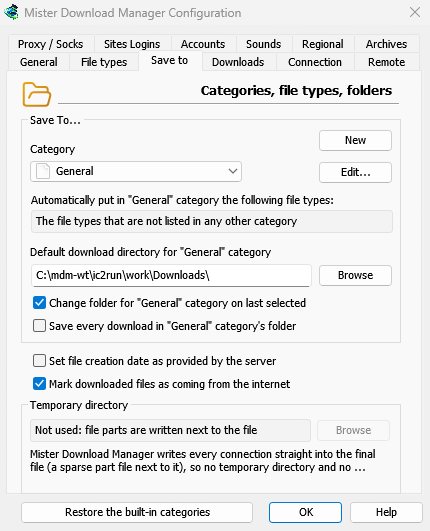 Mister Download Manager Configuration
Proxy / Socks Sites Logins Accounts Sounds Regional Archives
General File types Save to Downloads Connection Remote
Categories, file types, folders
Save To...
New
Category
General
Edit...
Automatically put in "General" category the following file types:
The file types that are not listed in any other category
Default download directory for "General" category
C:\mdm-wt\ic2run\work\Downloads\
Browse
Change folder for "General" category on last selected
Save every download in "General" category's folder
Set file creation date as provided by the server
Mark downloaded files as coming from the internet
Temporary directory
Not used: file parts are written next to the file
Browse
Mister Download Manager writes every connection straight into the final
file (a sparse part file next to it), so no temporary directory and no ...
Restore the built-in categories
OK
Help